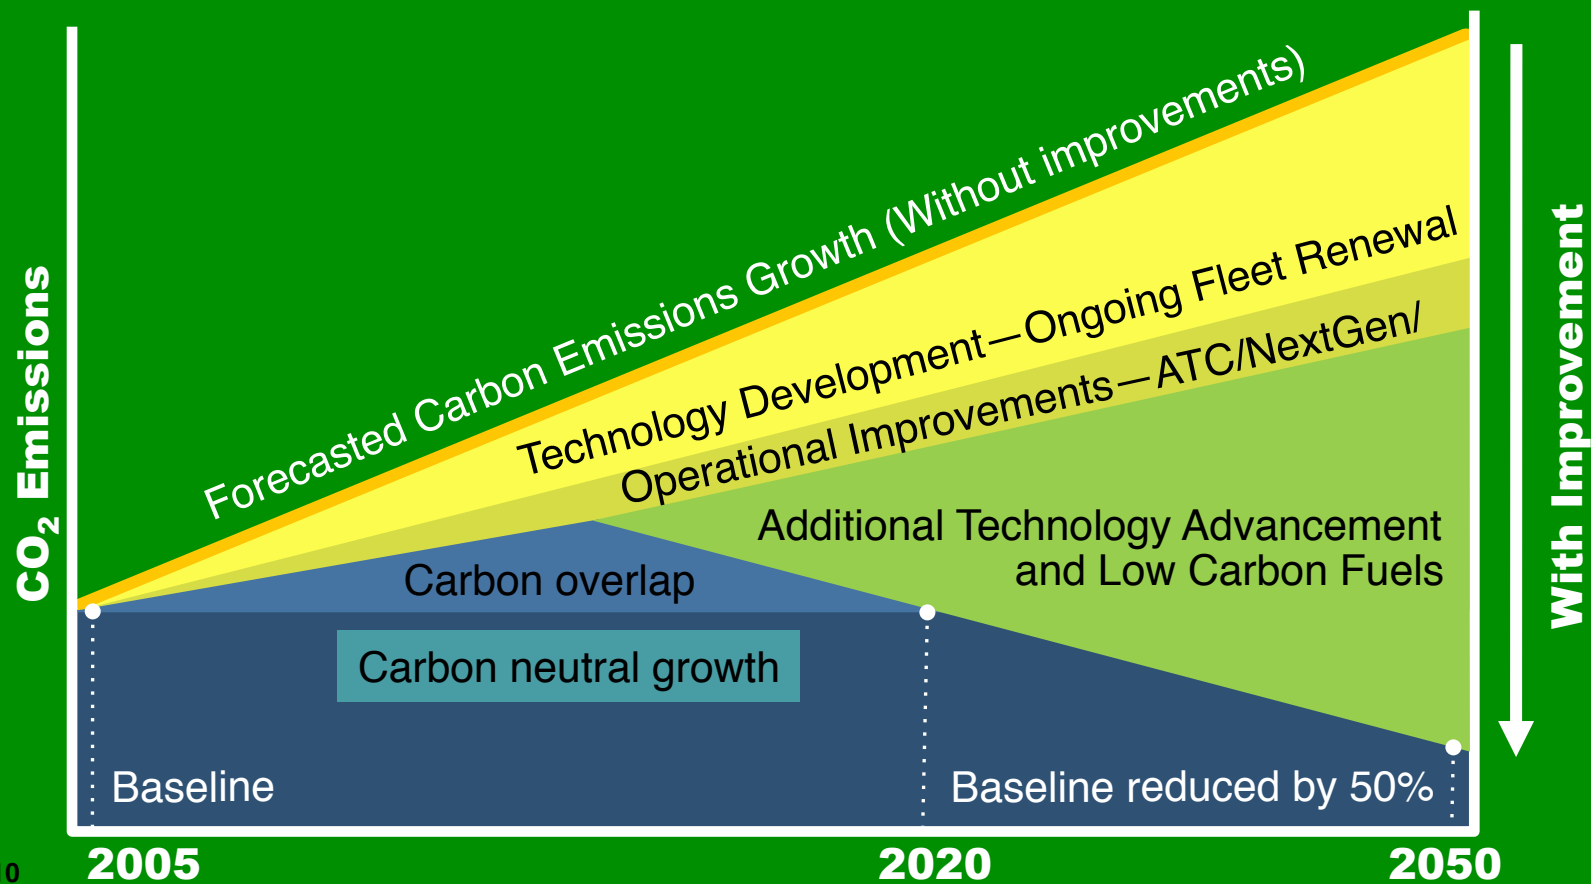 Forecasted Carbon Emissions Growth (Without improvements)
Technology Development—Ongoing Fleet Renewal
Operational Improvements—ATC/NextGen/
Additional Technology Advancement
and Low Carbon Fuels
Carbon overlap
Carbon neutral growth
Baseline
Baseline reduced by 50%
CO₂ Emissions
With Improvement
2005
2020
2050